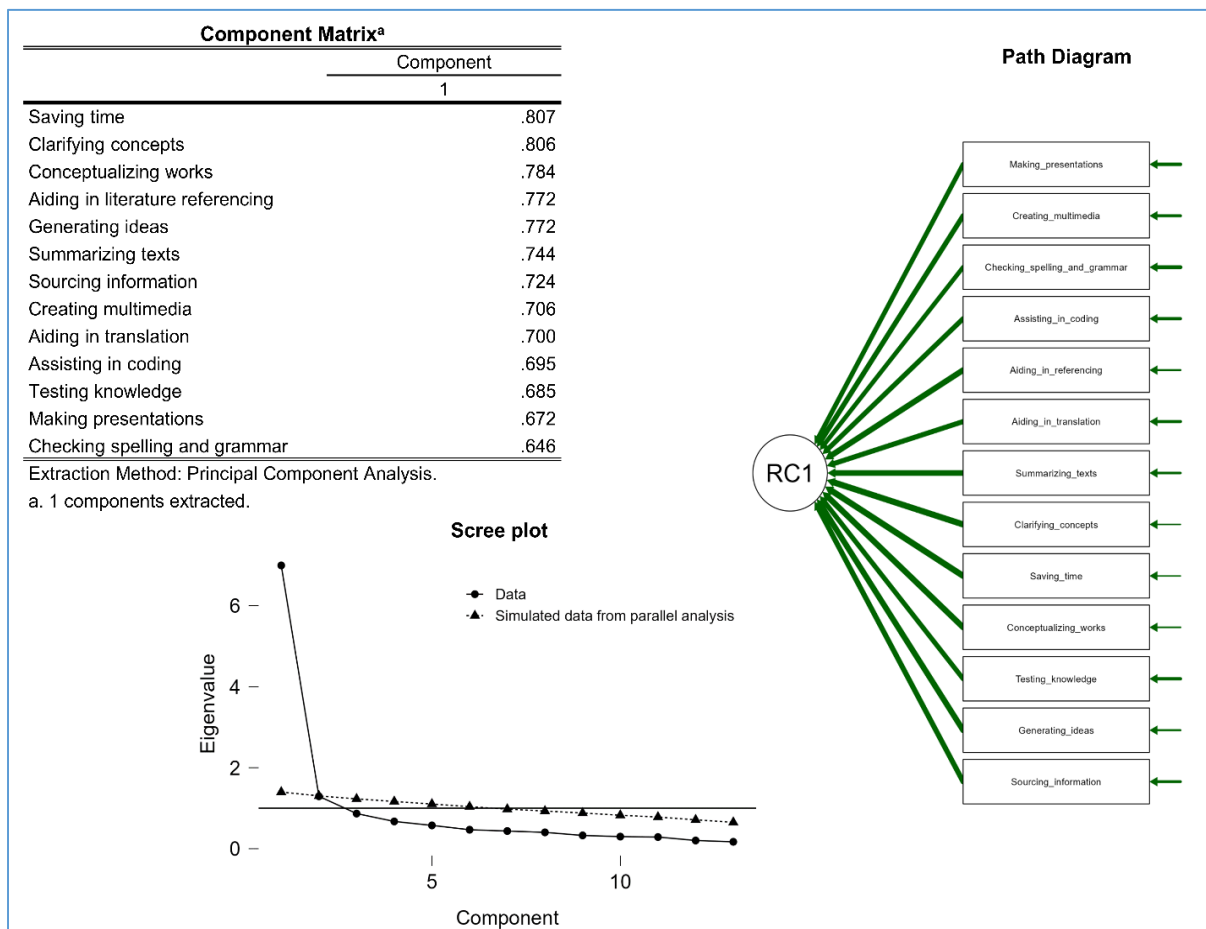 Component Matrixᵃ
Component
1
Saving time .807
Clarifying concepts .806
Conceptualizing works .784
Aiding in literature referencing .772
Generating ideas .772
Summarizing texts .744
Sourcing information .724
Creating multimedia .706
Aiding in translation .700
Assisting in coding .695
Testing knowledge .685
Making presentations .672
Checking spelling and grammar .646
Extraction Method: Principal Component Analysis.
a. 1 components extracted.
Scree plot
Data
Simulated data from parallel analysis
Eigenvalue
6
4
2
0
5 10
Component
Path Diagram
RC1
Making_presentations
Creating_multimedia
Checking_spelling_and_grammar
Assisting_in_coding
Aiding_in_referencing
Aiding_in_translation
Summarizing_texts
Clarifying_concepts
Saving_time
Conceptualizing_works
Testing_knowledge
Generating_ideas
Sourcing_information